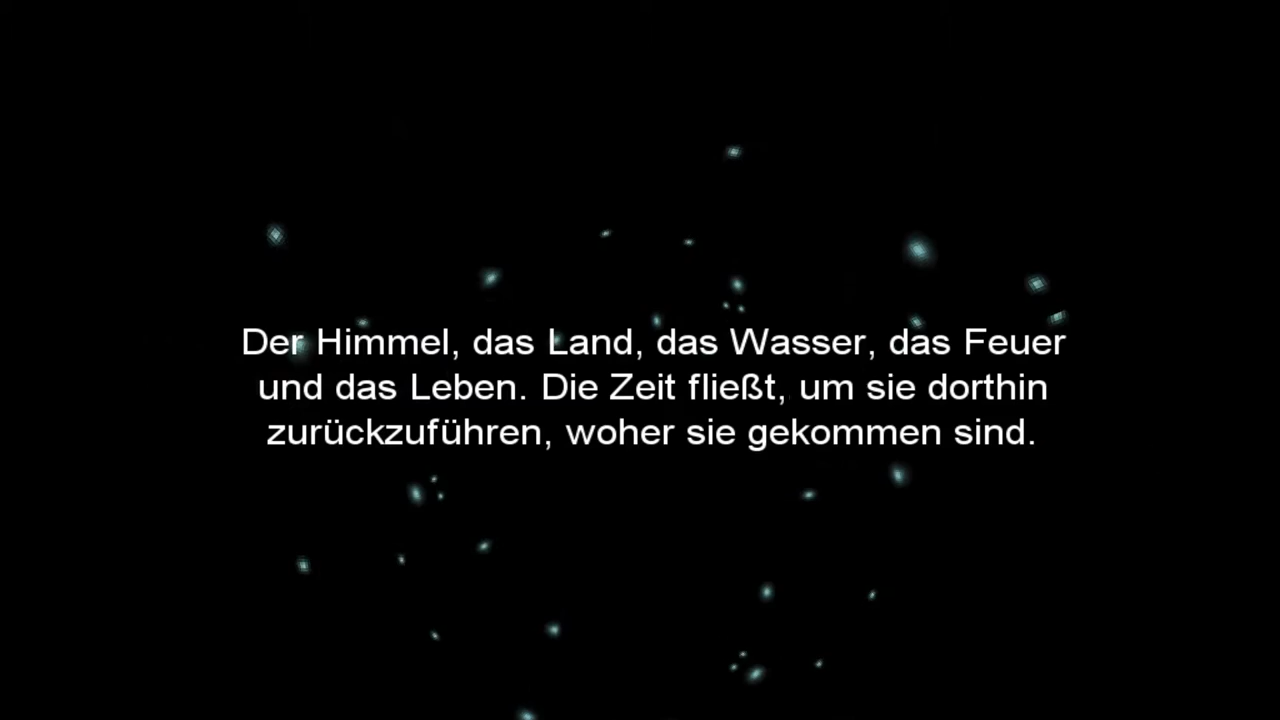 Der Himmel, das Land, das Wasser, das Feuer
und das Leben. Die Zeit fließt, um sie dorthin
zurückzuführen, woher sie gekommen sind.